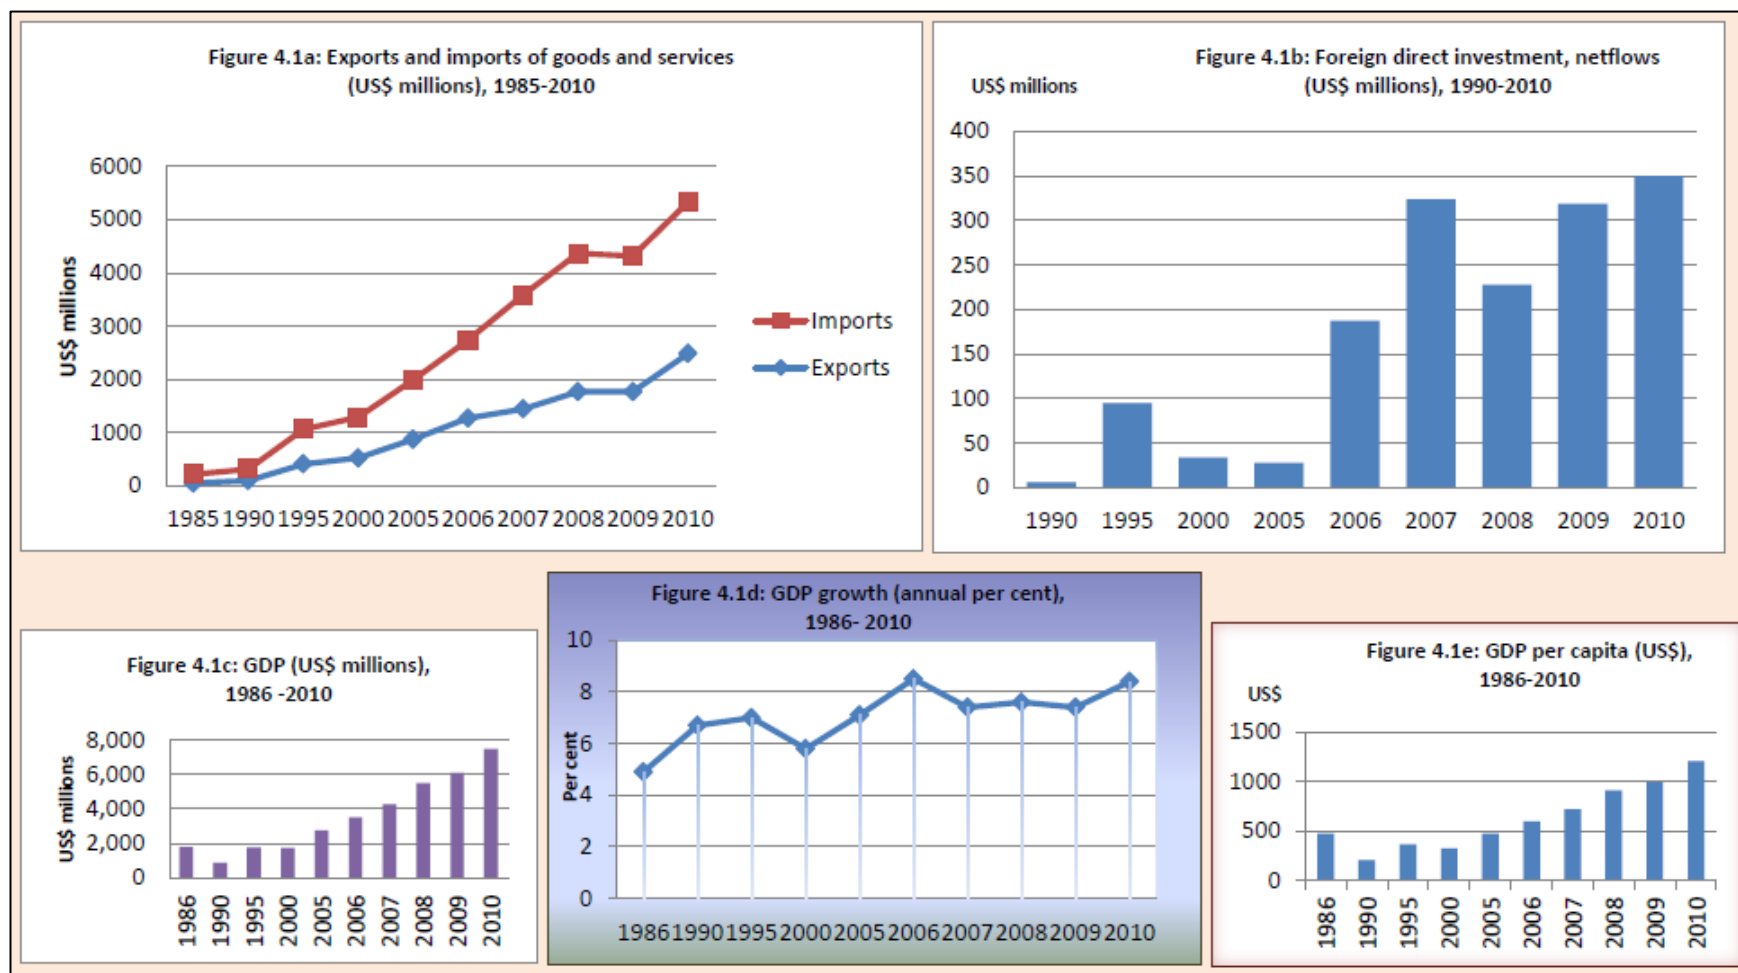 Figure 4.1a: Exports and imports of goods and services
(US$ millions), 1985-2010
US$ millions
6000
5000
4000
3000
2000
1000
0
1985 1990 1995 2000 2005 2006 2007 2008 2009 2010
Imports
Exports
Figure 4.1b: Foreign direct investment, netflows
(US$ millions), 1990-2010
US$ millions
400
350
300
250
200
150
100
50
0
1990 1995 2000 2005 2006 2007 2008 2009 2010
Figure 4.1c: GDP (US$ millions),
1986 -2010
US$ millions
8,000
6,000
4,000
2,000
0
1986 1990 1995 2000 2005 2006 2007 2008 2009 2010
Figure 4.1d: GDP growth (annual per cent),
1986- 2010
Per cent
10
8
6
4
2
0
1986 1990 1995 2000 2005 2006 2007 2008 2009 2010
Figure 4.1e: GDP per capita (US$),
1986-2010
US$
1500
1000
500
0
1986 1990 1995 2000 2005 2006 2007 2008 2009 2010